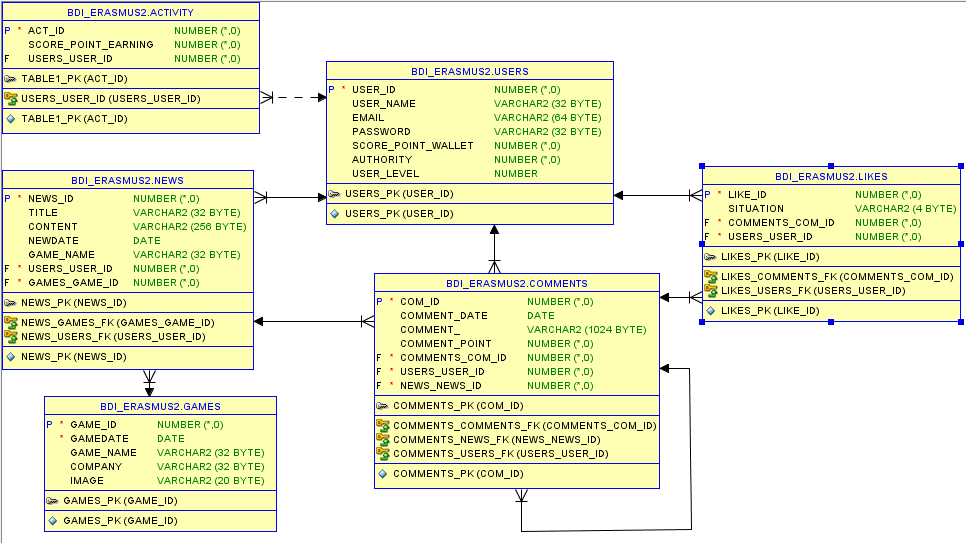 BDI_ERASMUS2.ACTIVITY
P * ACT_ID NUMBER (*,0)
SCORE_POINT_EARNING NUMBER (*,0)
F USERS_USER_ID NUMBER (*,0)
TABLE1_PK (ACT_ID)
USERS_USER_ID (USERS_USER_ID)
TABLE1_PK (ACT_ID)
BDI_ERASMUS2.USERS
P * USER_ID NUMBER (*,0)
USER_NAME VARCHAR2 (32 BYTE)
EMAIL VARCHAR2 (64 BYTE)
PASSWORD VARCHAR2 (32 BYTE)
SCORE_POINT_WALLET NUMBER (*,0)
AUTHORITY NUMBER (*,0)
USER_LEVEL NUMBER
USERS_PK (USER_ID)
USERS_PK (USER_ID)
BDI_ERASMUS2.NEWS
P * NEWS_ID NUMBER (*,0)
TITLE VARCHAR2 (32 BYTE)
CONTENT VARCHAR2 (256 BYTE)
NEWDATE DATE
GAME_NAME VARCHAR2 (32 BYTE)
F * USERS_USER_ID NUMBER (*,0)
F * GAMES_GAME_ID NUMBER (*,0)
NEWS_PK (NEWS_ID)
NEWS_GAMES_FK (GAMES_GAME_ID)
NEWS_USERS_FK (USERS_USER_ID)
NEWS_PK (NEWS_ID)
BDI_ERASMUS2.LIKES
P * LIKE_ID NUMBER (*,0)
SITUATION VARCHAR2 (4 BYTE)
F * COMMENTS_COM_ID NUMBER (*,0)
F * USERS_USER_ID NUMBER (*,0)
LIKES_PK (LIKE_ID)
LIKES_COMMENTS_FK (COMMENTS_COM_ID)
LIKES_USERS_FK (USERS_USER_ID)
LIKES_PK (LIKE_ID)
BDI_ERASMUS2.COMMENTS
P * COM_ID NUMBER (*,0)
COMMENT_DATE DATE
COMMENT_ VARCHAR2 (1024 BYTE)
COMMENT_POINT NUMBER (*,0)
F * COMMENTS_COM_ID NUMBER (*,0)
F * USERS_USER_ID NUMBER (*,0)
F * NEWS_NEWS_ID NUMBER (*,0)
COMMENTS_PK (COM_ID)
COMMENTS_COMMENTS_FK (COMMENTS_COM_ID)
COMMENTS_NEWS_FK (NEWS_NEWS_ID)
COMMENTS_USERS_FK (USERS_USER_ID)
COMMENTS_PK (COM_ID)
BDI_ERASMUS2.GAMES
P * GAME_ID NUMBER (*,0)
* GAMEDATE DATE
GAME_NAME VARCHAR2 (32 BYTE)
COMPANY VARCHAR2 (32 BYTE)
IMAGE VARCHAR2 (20 BYTE)
GAMES_PK (GAME_ID)
GAMES_PK (GAME_ID)